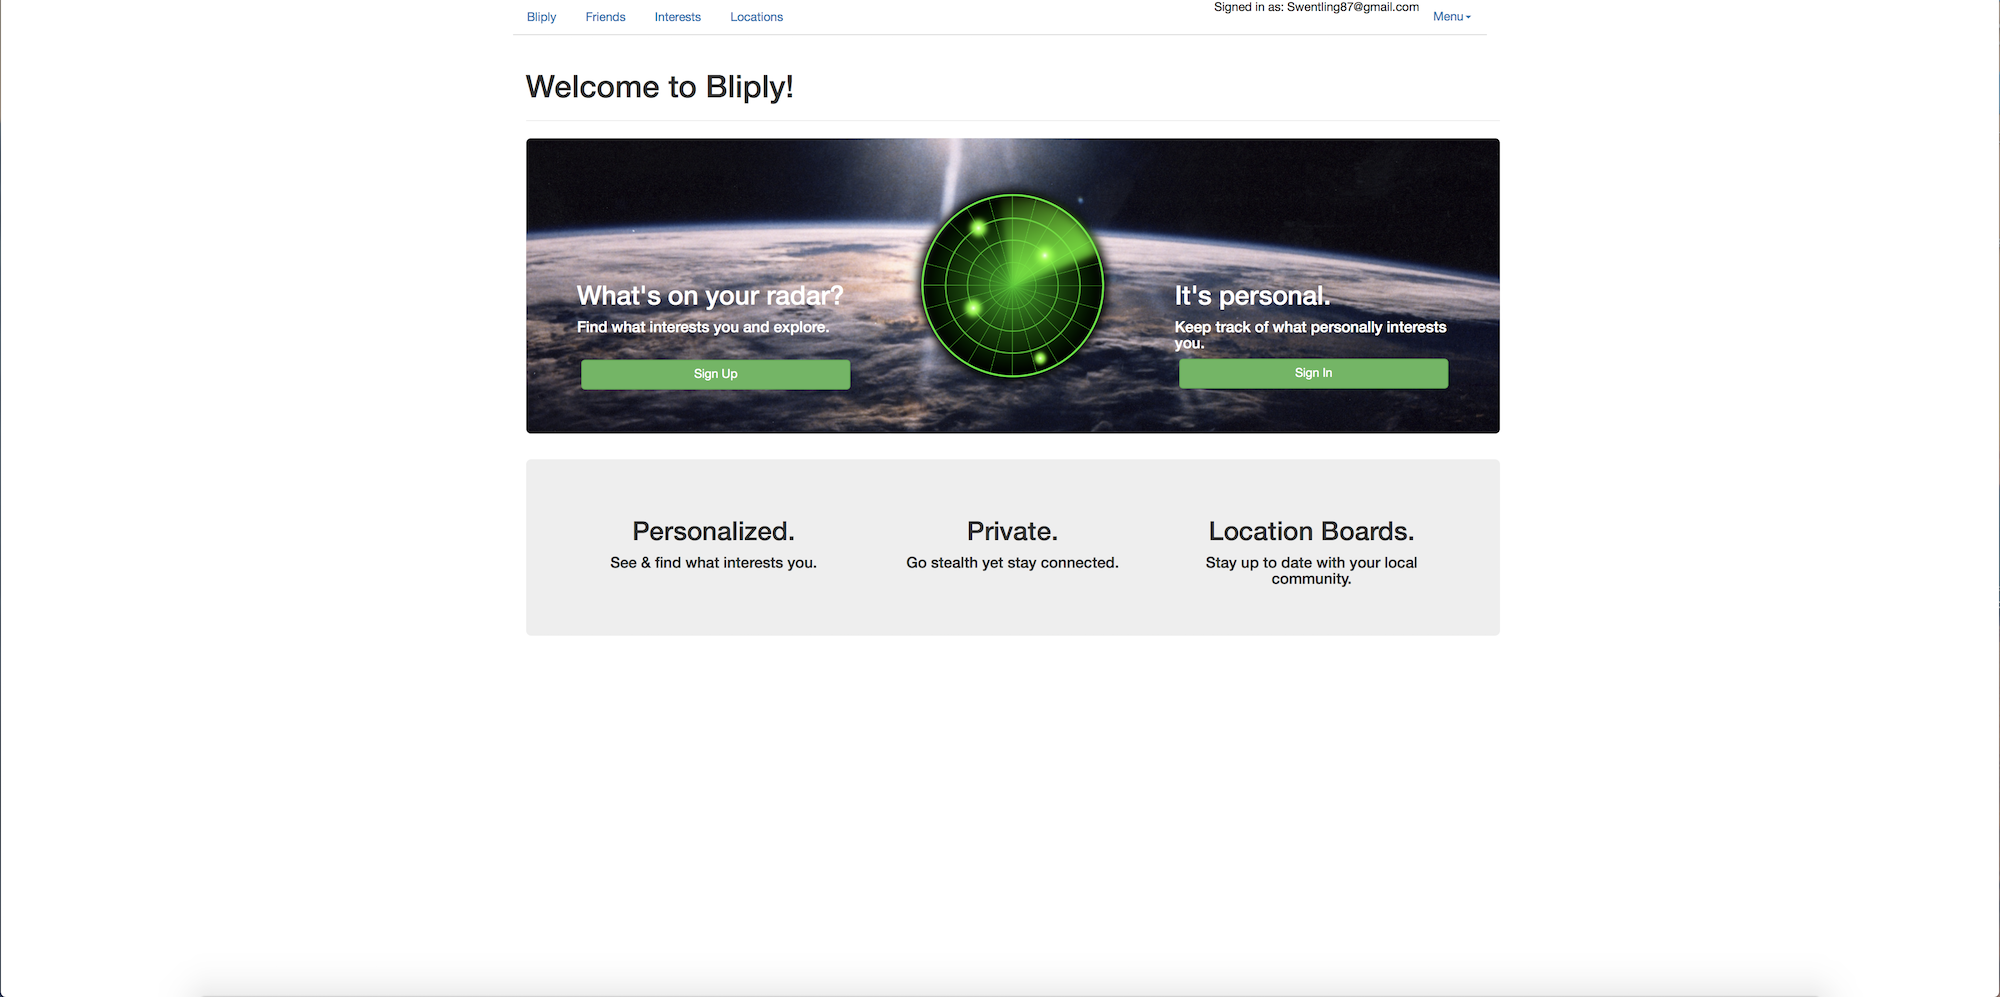 Bliply Friends Interests Locations Signed in as: Swentling87@gmail.com Menu
Welcome to Bliply!
What's on your radar?
Find what interests you and explore.
Sign Up
It's personal.
Keep track of what personally interests
you.
Sign In
Personalized.
See & find what interests you.
Private.
Go stealth yet stay connected.
Location Boards.
Stay up to date with your local
community.